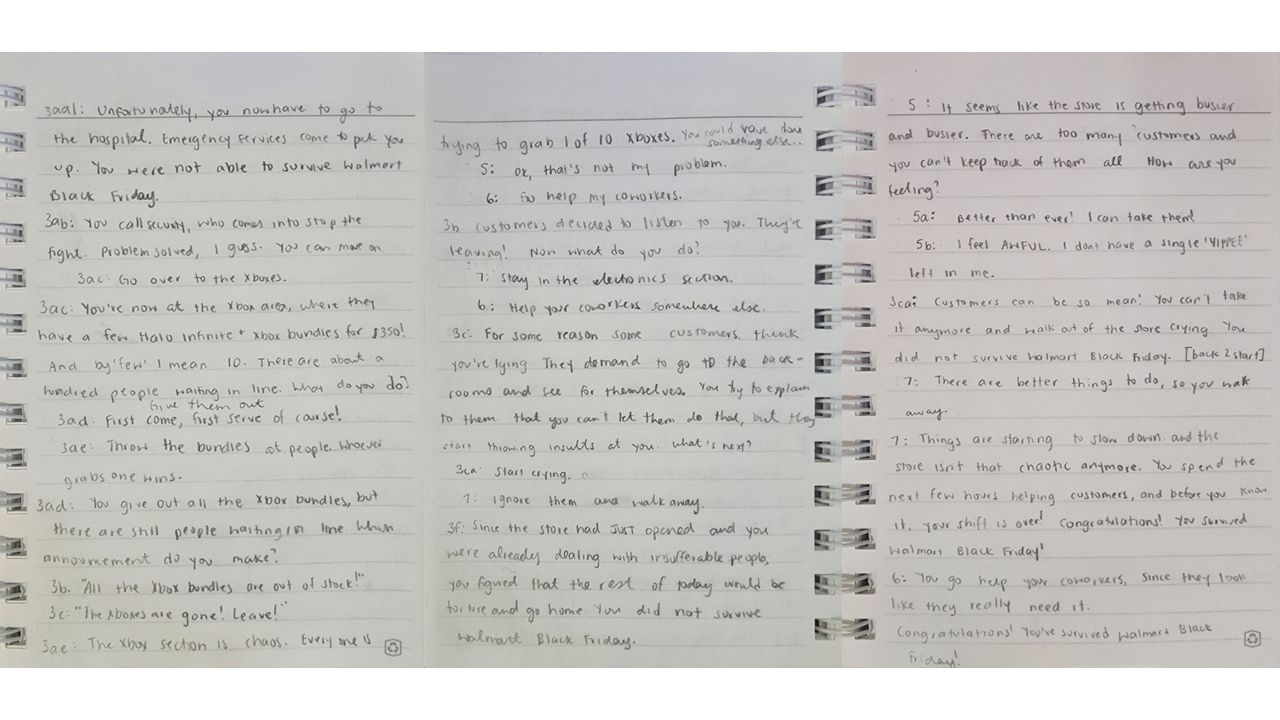 3aa1: Unfortunately, you now have to go to
the hospital. Emergency services come to pick you
up. You were not able to survive Walmart
Black Friday.
3ab: You call security, who comes in to stop the
fight. Problem solved, I guess. You can move on
3ac: Go over to the xboxes.
3ac: You're now at the xbox area, where they
have a few Halo Infinite + xbox bundles for $350!
And by 'few' I mean 10. There are about a
hundred people waiting in line. What do you do?
Give them out
3ad: First come, first serve of course!
3ae: Throw the bundles at people. Whoever
grabs one wins.
3ad: You give out all the xbox bundles, but
there are still people waiting in line. Which
announcement do you make?
3b. "All the xbox bundles are out of stock!"
3c: "The xboxes are gone! Leave!"
3ae: The xbox section is chaos. Everyone is
trying to grab 1 of 10 xboxes. You could have done
something else...
5: Ok, that's not my problem.
6: Go help my coworkers.
3b Customers decided to listen to you. They're
leaving! Now what do you do?
7: Stay in the electronics section.
6: Help your coworkers somewhere else.
3c: For some reason some customers, think
you're lying. They demand to go to the back-
rooms and see for themselves. You try to explain
to them that you can't let them do that, but they
start throwing insults at you. What's next?
3ca: Start crying.
7: Ignore them and walk away.
3f: Since the store had JUST opened and you
were already dealing with insufferable people,
you figured that the rest of today would be
torture and go home You did not survive
Walmart Black Friday.
5: It seems like the store is getting busier
and busier. There are too many customers and
you can't keep track of them all How are you
feeling?
5a: Better than ever! I can take them!
5b: I feel AWFUL. I dont have a single 'YIPPEE'
left in me.
3ca: Customers can be so mean! You can't take
it anymore and walk out of the store crying You
did not survive Walmart Black Friday. [back 2 start]
7: There are better things to do, so you walk
away.
7: Things are starting to slow down and the
store isn't that chaotic anymore. You spend the
next few hours helping customers, and before you know
it, your shift is over! Congratulations! You survived
Walmart Black Friday!
6: You go help your coworkers, since they look
like they really need it.
Congratulations! You've survived Walmart Black
Friday!